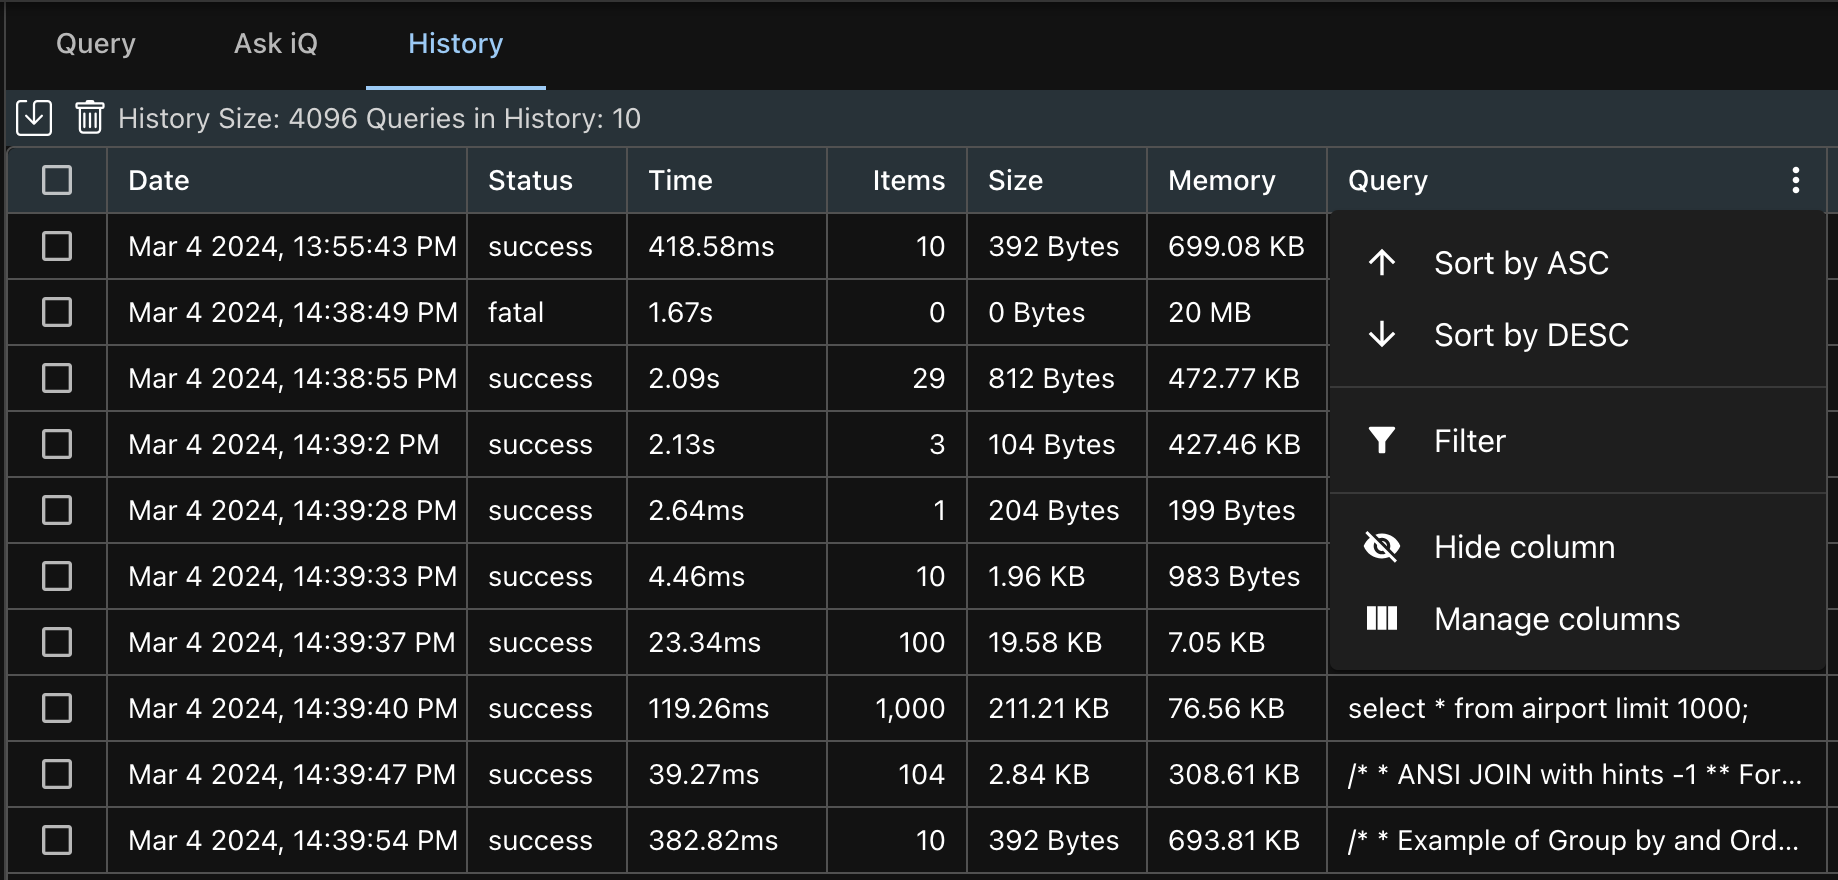 Query Ask iQ History
History Size: 4096 Queries in History: 10
Date Status Time Items Size Memory Query
Mar 4 2024, 13:55:43 PM success 418.58ms 10 392 Bytes 699.08 KB
Mar 4 2024, 14:38:49 PM fatal 1.67s 0 0 Bytes 20 MB
Mar 4 2024, 14:38:55 PM success 2.09s 29 812 Bytes 472.77 KB
Mar 4 2024, 14:39:2 PM success 2.13s 3 104 Bytes 427.46 KB
Mar 4 2024, 14:39:28 PM success 2.64ms 1 204 Bytes 199 Bytes
Mar 4 2024, 14:39:33 PM success 4.46ms 10 1.96 KB 983 Bytes
Mar 4 2024, 14:39:37 PM success 23.34ms 100 19.58 KB 7.05 KB
Mar 4 2024, 14:39:40 PM success 119.26ms 1,000 211.21 KB 76.56 KB select * from airport limit 1000;
Mar 4 2024, 14:39:47 PM success 39.27ms 104 2.84 KB 308.61 KB /* * ANSI JOIN with hints -1 ** For...
Mar 4 2024, 14:39:54 PM success 382.82ms 10 392 Bytes 693.81 KB /* * Example of Group by and Ord...
Sort by ASC
Sort by DESC
Filter
Hide column
Manage columns